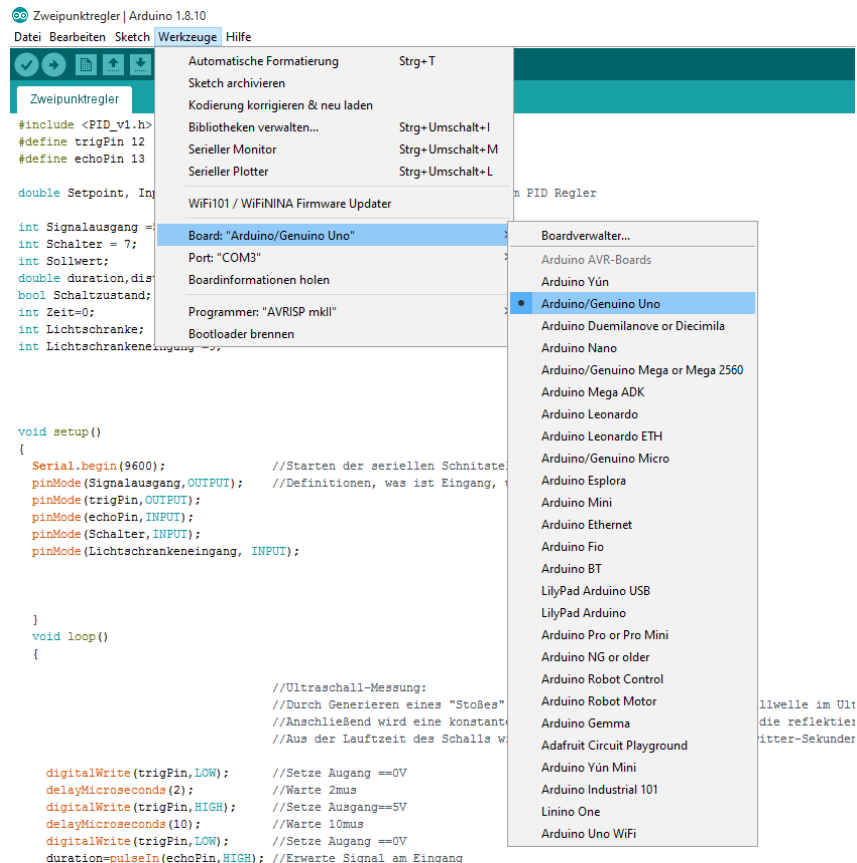 Zweipunktregler | Arduino 1.8.10
Datei Bearbeiten Sketch Werkzeuge Hilfe
Zweipunktregler
Automatische Formatierung Strg+T
Sketch archivieren
Kodierung korrigieren & neu laden
Bibliotheken verwalten... Strg+Umschalt+I
Serieller Monitor Strg+Umschalt+M
Serieller Plotter Strg+Umschalt+L
WiFi101 / WiFiNINA Firmware Updater
Board: "Arduino/Genuino Uno"
Port: "COM3"
Boardinformationen holen
Programmer: "AVRISP mkII"
Bootloader brennen
Boardverwalter...
Arduino AVR-Boards
Arduino Yún
Arduino/Genuino Uno
Arduino Duemilanove or Diecimila
Arduino Nano
Arduino/Genuino Mega or Mega 2560
Arduino Mega ADK
Arduino Leonardo
Arduino Leonardo ETH
Arduino/Genuino Micro
Arduino Esplora
Arduino Mini
Arduino Ethernet
Arduino Fio
Arduino BT
LilyPad Arduino USB
LilyPad Arduino
Arduino Pro or Pro Mini
Arduino NG or older
Arduino Robot Control
Arduino Robot Motor
Arduino Gemma
Adafruit Circuit Playground
Arduino Yún Mini
Arduino Industrial 101
Linino One
Arduino Uno WiFi
#include <PID_v1.h>
#define trigPin 12
#define echoPin 13
double Setpoint, In PID Regler
int Signalausgang =
int Schalter = 7;
int Sollwert;
double duration,dis
bool Schaltzustand;
int Zeit=0;
int Lichtschranke;
int Lichtschrankeneingang
void setup()
{
Serial.begin(9600); //Starten der seriellen Schnitste
pinMode(Signalausgang,OUTPUT); //Definitionen, was ist Eingang,
pinMode(trigPin,OUTPUT);
pinMode(echoPin,INPUT);
pinMode(Schalter,INPUT);
pinMode(Lichtschrankeneingang, INPUT);
}
void loop()
{
//Ultraschall-Messung:
//Durch Generieren eines "Stoßes" llwelle im Ult
//Anschließend wird eine konstant die reflektier
//Aus der Lauftzeit des Schalls w itter-Sekunden
digitalWrite(trigPin,LOW); //Setze Augang ==0V
delayMicroseconds(2); //Warte 2mus
digitalWrite(trigPin,HIGH); //Setze Ausgang==5V
delayMicroseconds(10); //Warte 10mus
digitalWrite(trigPin,LOW); //Setze Augang ==0V
duration=pulseIn(echoPin,HIGH); //Erwarte Signal am Eingang